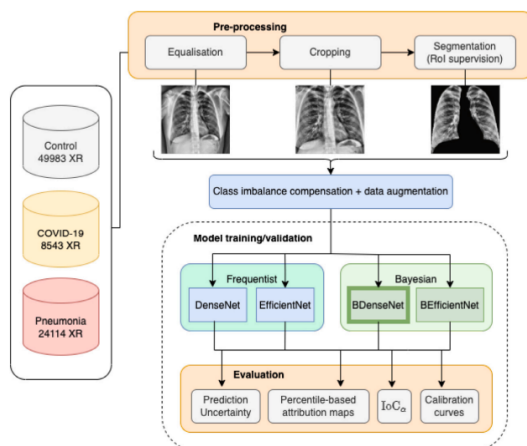 Pre-processing
Equalisation
Cropping
Segmentation
(RoI supervision)
Control
49983 XR
COVID-19
8543 XR
Pneumonia
24114 XR
Class imbalance compensation + data augmentation
Model training/validation
Frequentist
Bayesian
DenseNet
EfficientNet
BDenseNet
BEfficientNet
Evaluation
Prediction
Uncertainty
Percentile-based
attribution maps
IoCα
Calibration
curves